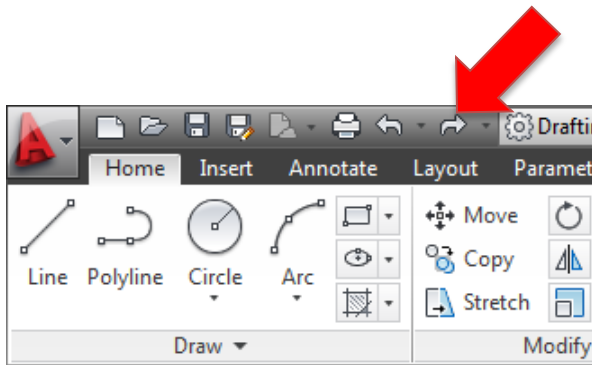 Drafti
Home Insert Annotate Layout Paramet
Move
Copy
Line Polyline Circle Arc
Stretch
Draw Modify